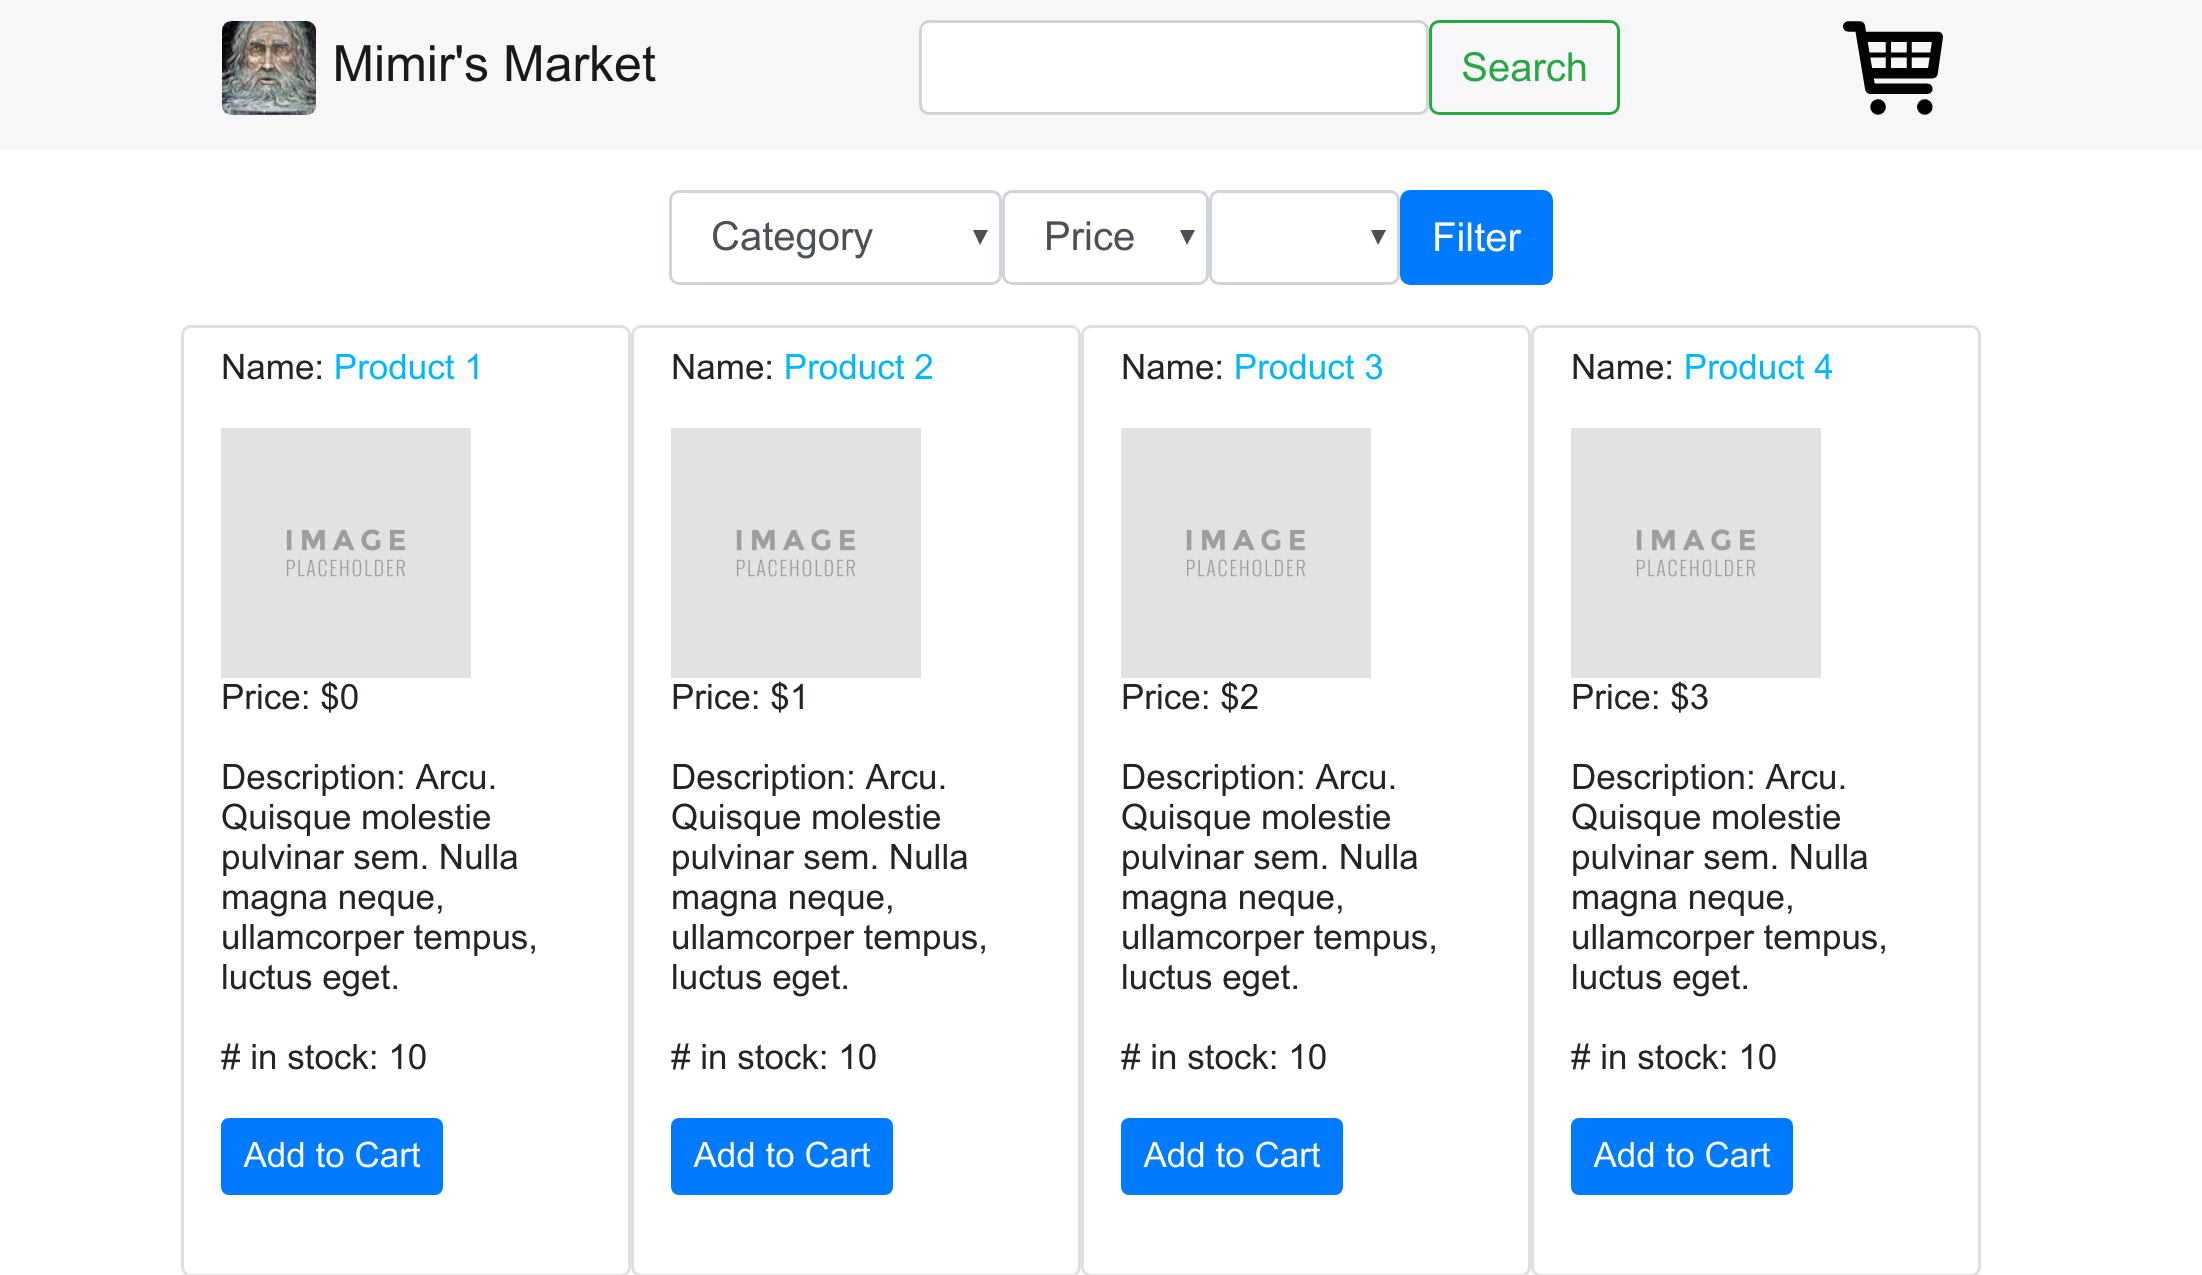 Mimir's Market
Search
Category
Price
Filter
Name: Product 1
IMAGE
PLACEHOLDER
Price: $0
Description: Arcu.
Quisque molestie
pulvinar sem. Nulla
magna neque,
ullamcorper tempus,
luctus eget.
# in stock: 10
Add to Cart
Name: Product 2
IMAGE
PLACEHOLDER
Price: $1
Description: Arcu.
Quisque molestie
pulvinar sem. Nulla
magna neque,
ullamcorper tempus,
luctus eget.
# in stock: 10
Add to Cart
Name: Product 3
IMAGE
PLACEHOLDER
Price: $2
Description: Arcu.
Quisque molestie
pulvinar sem. Nulla
magna neque,
ullamcorper tempus,
luctus eget.
# in stock: 10
Add to Cart
Name: Product 4
IMAGE
PLACEHOLDER
Price: $3
Description: Arcu.
Quisque molestie
pulvinar sem. Nulla
magna neque,
ullamcorper tempus,
luctus eget.
# in stock: 10
Add to Cart